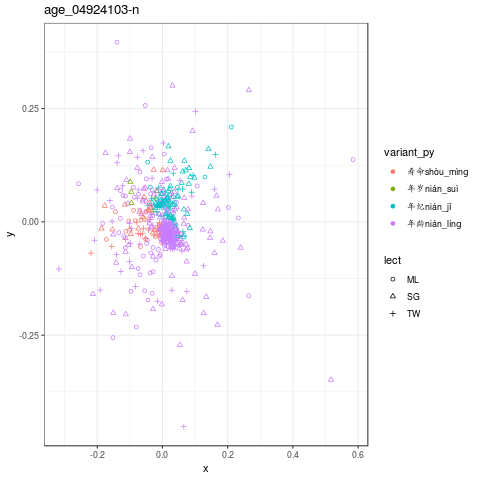 age_04924103-n
0.25
0.00
-0.25
-0.2
0.0
0.2
0.4
0.6
x
y
variant_py
寿命shòu_mìng
年岁nián_suì
年纪nián_jǐ
年龄nián_líng
lect
ML
SG
TW